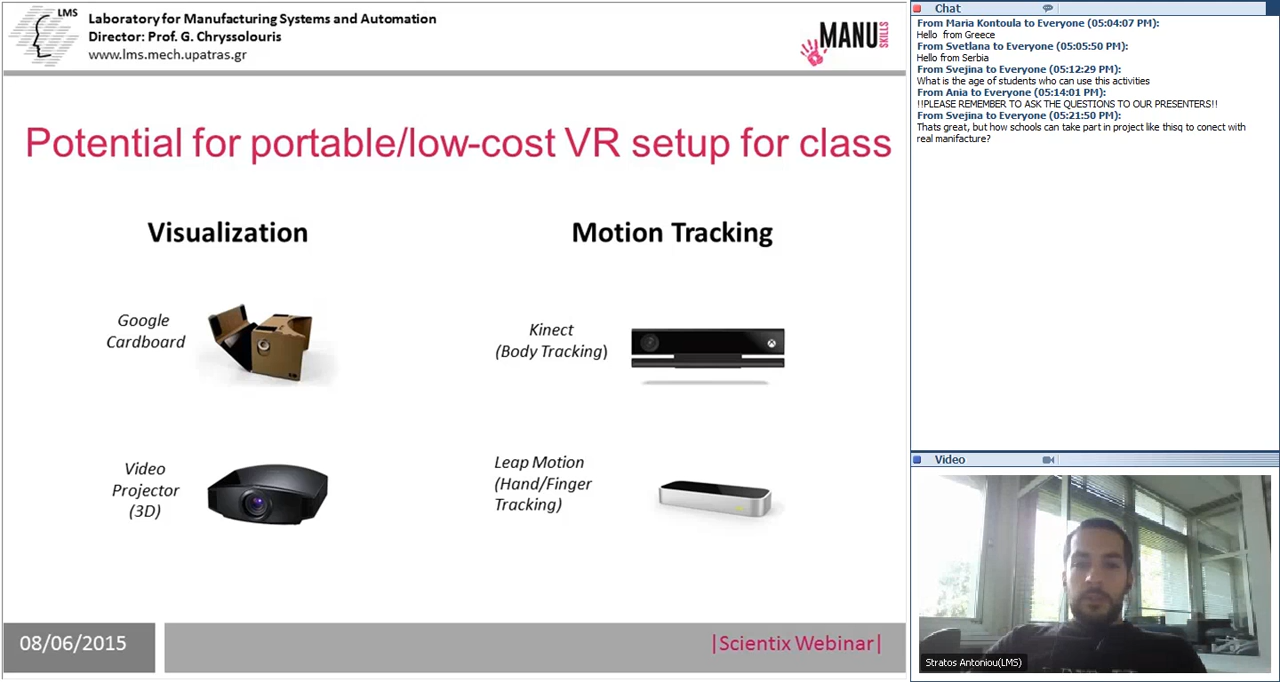 LMS
Laboratory for Manufacturing Systems and Automation
Director: Prof. G. Chryssolouris
www.lms.mech.upatras.gr
MANU
SKILLS
Potential for portable/low-cost VR setup for class
Visualization
Motion Tracking
Google
Cardboard
Kinect
(Body Tracking)
Video
Projector
(3D)
Leap Motion
(Hand/Finger
Tracking)
08/06/2015
|Scientix Webinar|
Chat
From Maria Kontoula to Everyone (05:04:07 PM):
Hello from Greece
From Svetlana to Everyone (05:05:50 PM):
Hello from Serbia
From Svejina to Everyone (05:12:29 PM):
What is the age of students who can use this activities
From Ania to Everyone (05:14:01 PM):
!!PLEASE REMEMBER TO ASK THE QUESTIONS TO OUR PRESENTERS!!
From Svejina to Everyone (05:21:50 PM):
Thats great, but how schools can take part in project like thisq to conect with
real manifacture?
Video
Stratos Antoniou(LMS)